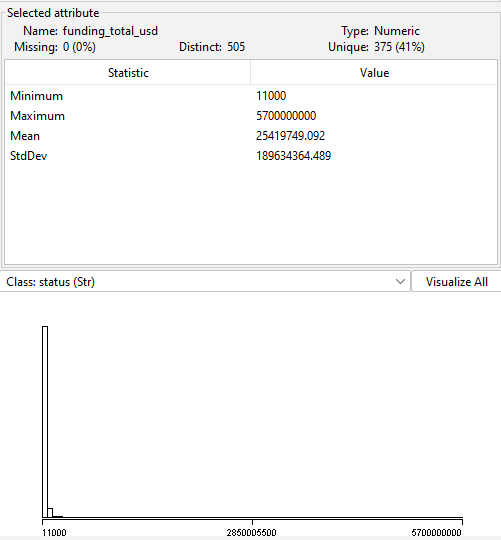 Selected attribute
Name: funding_total_usd Type: Numeric
Missing: 0 (0%) Distinct: 505 Unique: 375 (41%)
Statistic Value
Minimum 11000
Maximum 5700000000
Mean 25419749.092
StdDev 189634364.489
Class: status (Str) Visualize All
11000 2850005500 5700000000